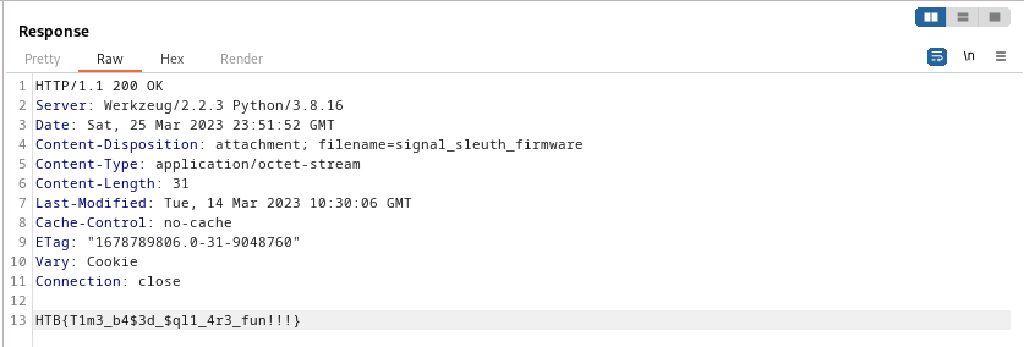 Response
Pretty Raw Hex Render \n
1 HTTP/1.1 200 OK
2 Server: Werkzeug/2.2.3 Python/3.8.16
3 Date: Sat, 25 Mar 2023 23:51:52 GMT
4 Content-Disposition: attachment; filename=signal_sleuth_firmware
5 Content-Type: application/octet-stream
6 Content-Length: 31
7 Last-Modified: Tue, 14 Mar 2023 10:30:06 GMT
8 Cache-Control: no-cache
9 ETag: "1678789806.0-31-9048760"
10 Vary: Cookie
11 Connection: close
12
13 HTB{T1m3_b4$3d_$ql1_4r3_fun!!!}